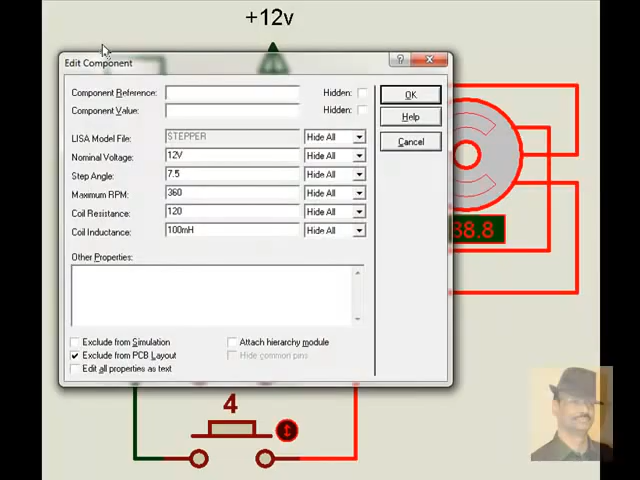 +12v
Edit Component
Component Reference: Hidden:
Component Value: Hidden:
LISA Model File: STEPPER Hide All
Nominal Voltage: 12V Hide All
Step Angle: 7.5 Hide All
Maximum RPM: 360 Hide All
Coil Resistance: 120 Hide All
Coil Inductance: 100mH Hide All
Other Properties:
Exclude from Simulation Attach hierarchy module
Exclude from PCB Layout Hide common pins
Edit all properties as text
OK
Help
Cancel
38.8
4